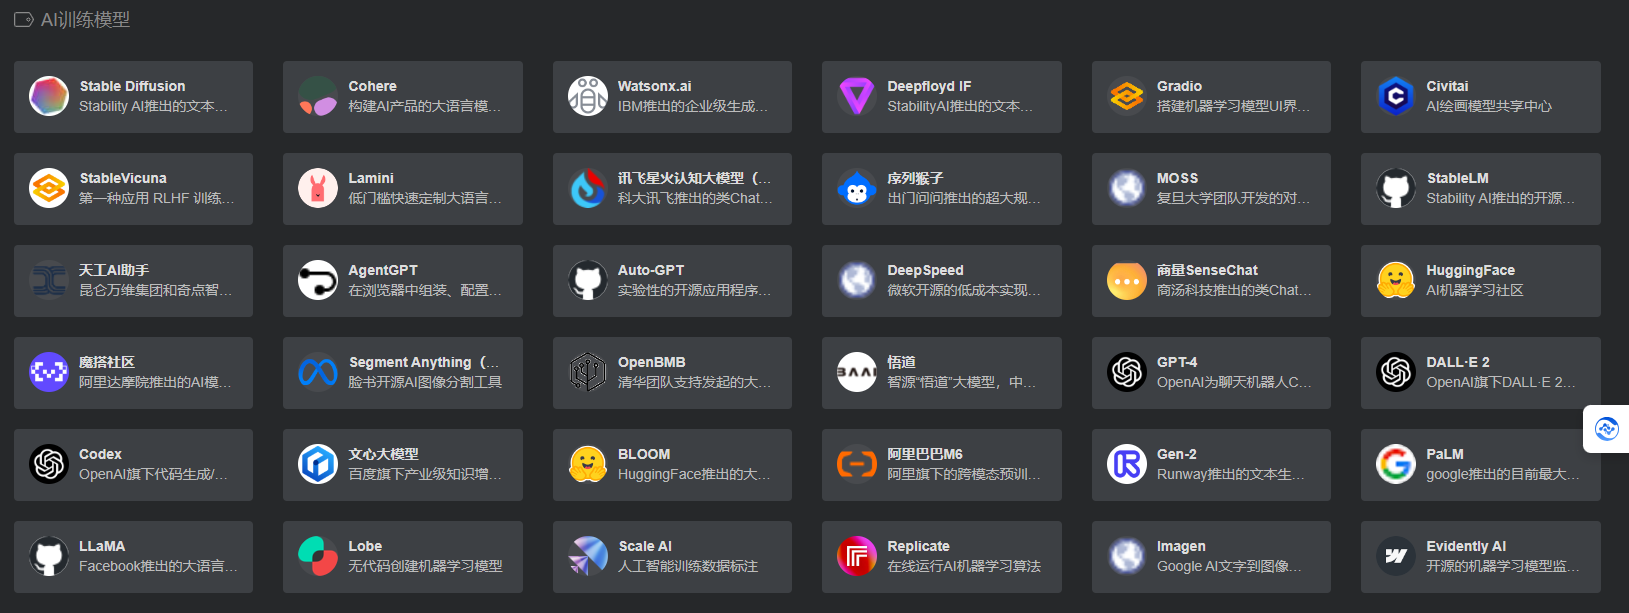 AI训练模型
Stable Diffusion
Stability AI推出的文本...
Cohere
构建AI产品的大语言模...
Watsonx.ai
IBM推出的企业级生成...
Deepfloyd IF
StabilityAI推出的文本...
Gradio
搭建机器学习模型UI界...
Civitai
AI绘画模型共享中心
StableVicuna
第一种应用 RLHF 训练...
Lamini
低门槛快速定制大语言...
讯飞星火认知大模型（...
科大讯飞推出的类Chat...
序列猴子
出门问问推出的超大规...
MOSS
复旦大学团队开发的对...
StableLM
Stability AI推出的开源...
天工AI助手
昆仑万维集团和奇点智...
AgentGPT
在浏览器中组装、配置...
Auto-GPT
实验性的开源应用程序...
DeepSpeed
微软开源的低成本实现...
商量SenseChat
商汤科技推出的类Chat...
HuggingFace
AI机器学习社区
魔搭社区
阿里达摩院推出的AI模...
Segment Anything（...
脸书开源AI图像分割工具
OpenBMB
清华团队支持发起的大...
BAAI
悟道
智源“悟道”大模型，中...
GPT-4
OpenAI为聊天机器人C...
DALL·E 2
OpenAI旗下DALL·E 2...
Codex
OpenAI旗下代码生成/...
文心大模型
百度旗下产业级知识增...
BLOOM
HuggingFace推出的大...
阿里巴巴M6
阿里旗下的跨模态预训...
Gen-2
Runway推出的文本生...
PaLM
google推出的目前最大...
LLaMA
Facebook推出的大语言...
Lobe
无代码创建机器学习模型
Scale AI
人工智能训练数据标注
Replicate
在线运行AI机器学习算法
Imagen
Google AI文字到图像...
Evidently AI
开源的机器学习模型监...